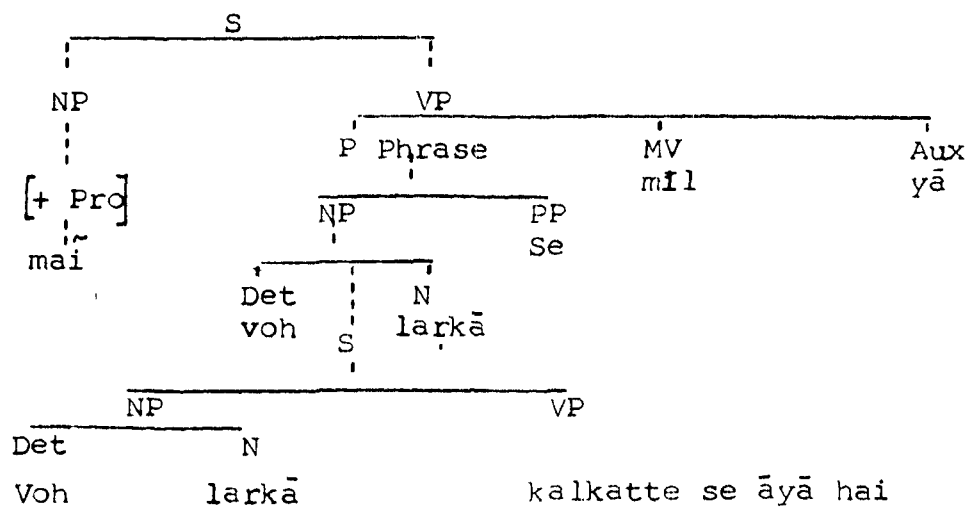 S
NP VP
P Phrase MV Aux
mɪl yā
[+ Pro] NP PP
Se
maĩ
Det N
voh larkā
S
NP VP
Det N
Voh larkā kalkatte se āyā hai